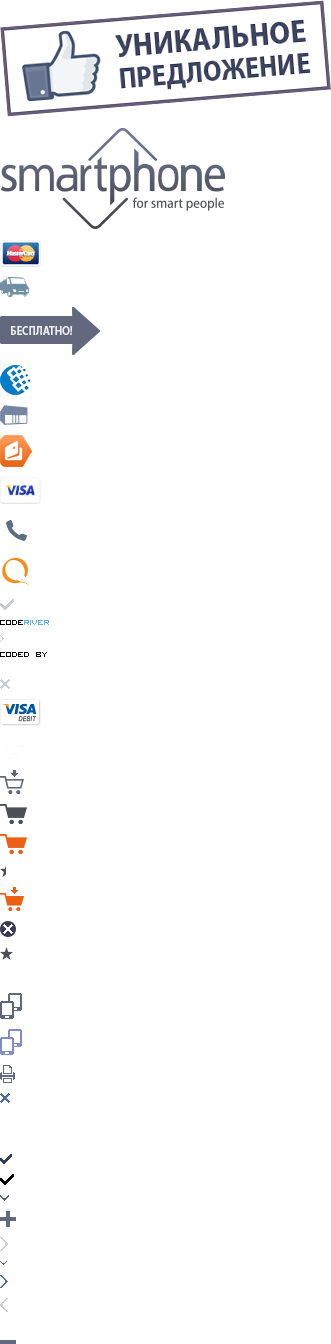 УНИКАЛЬНОЕ
ПРЕДЛОЖЕНИЕ
smartphone
for smart people
MasterCard
БЕСПЛАТНО!
VISA
CODERIVER
CODED BY
VISA
DEBIT